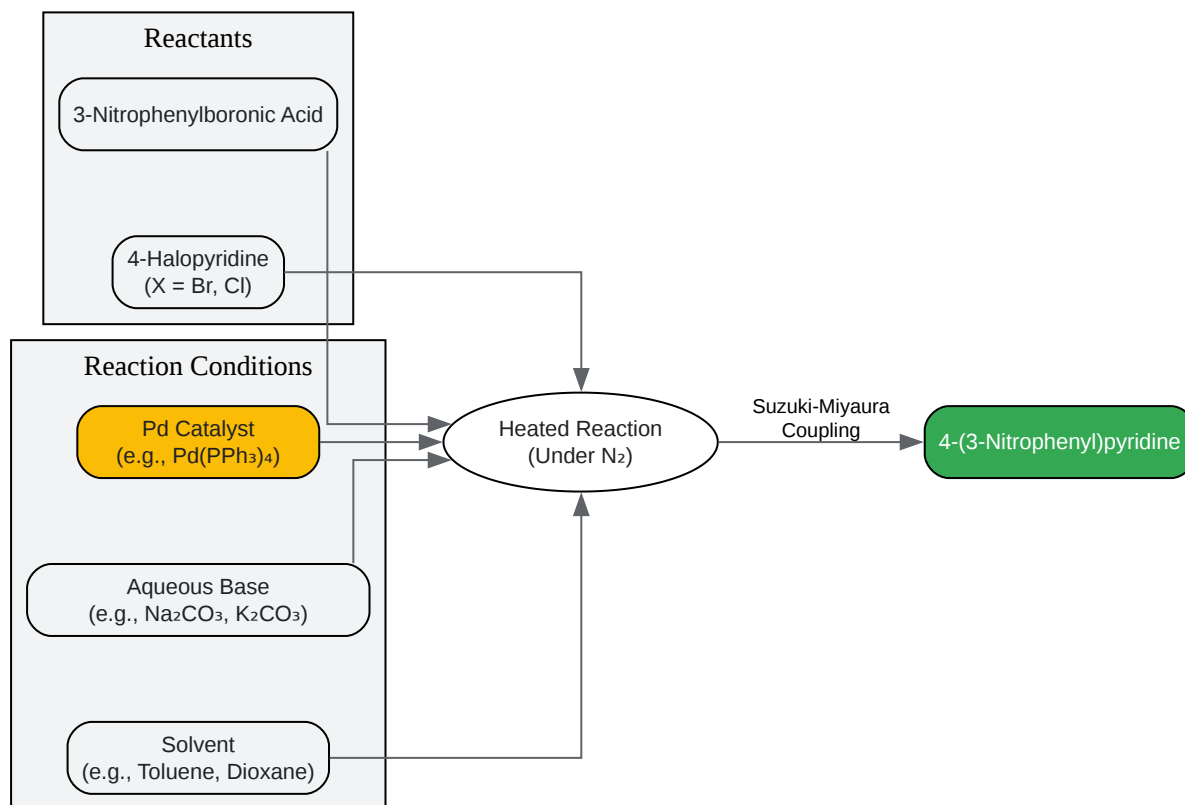 Reactants
3-Nitrophenylboronic Acid
4-Halopyridine
(X = Br, Cl)
Reaction Conditions
Pd Catalyst
(e.g., Pd(PPh₃)₄)
Aqueous Base
(e.g., Na₂CO₃, K₂CO₃)
Solvent
(e.g., Toluene, Dioxane)
Heated Reaction
(Under N₂)
Suzuki-Miyaura
Coupling
4-(3-Nitrophenyl)pyridine